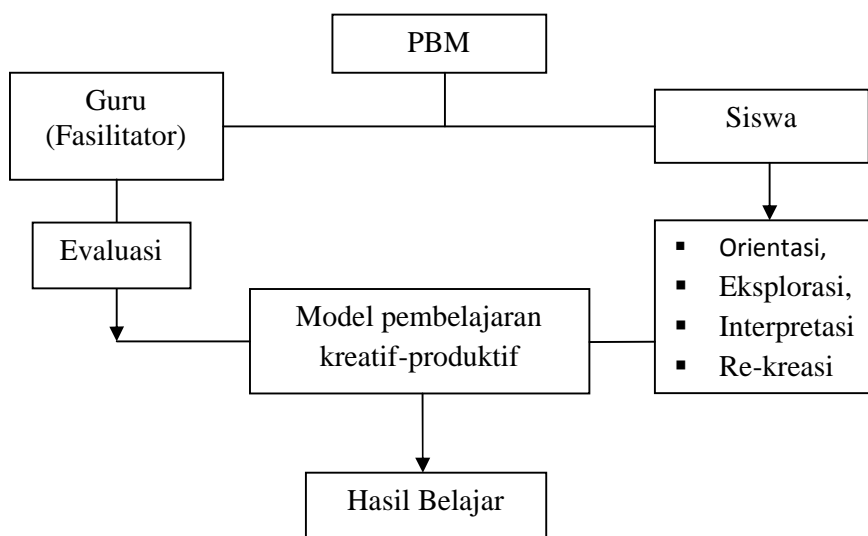 PBM
Guru
(Fasilitator)
Siswa
Evaluasi
▪ Orientasi,
▪ Eksplorasi,
▪ Interpretasi
▪ Re-kreasi
Model pembelajaran
kreatif-produktif
Hasil Belajar